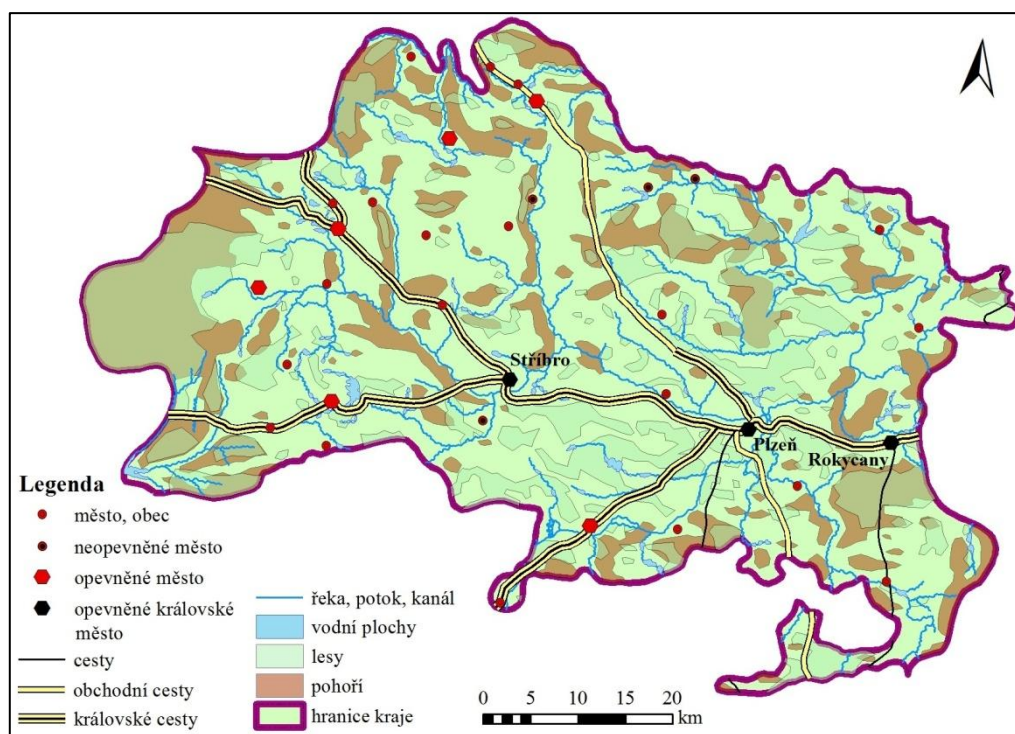 Stříbro
Plzeň
Rokycany
Legenda
město, obec
neopevněné město
opevněné město
opevněné královské
město
cesty
obchodní cesty
královské cesty
řeka, potok, kanál
vodní plochy
lesy
pohoří
hranice kraje
0 5 10 15 20
km